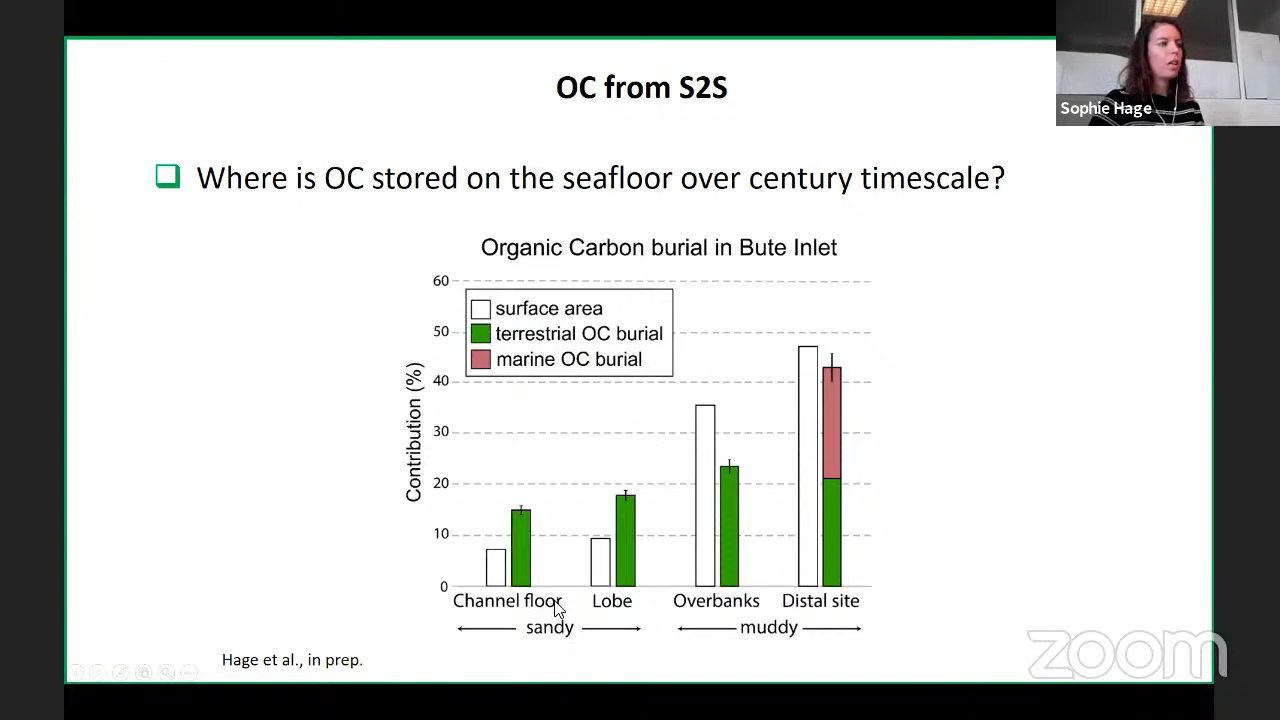 OC from S2S
Sophie Hage
Where is OC stored on the seafloor over century timescale?
Organic Carbon burial in Bute Inlet
60
50
40
30
20
10
0
Contribution (%)
surface area
terrestrial OC burial
marine OC burial
Channel floor Lobe Overbanks Distal site
sandy muddy
Hage et al., in prep.
zoom